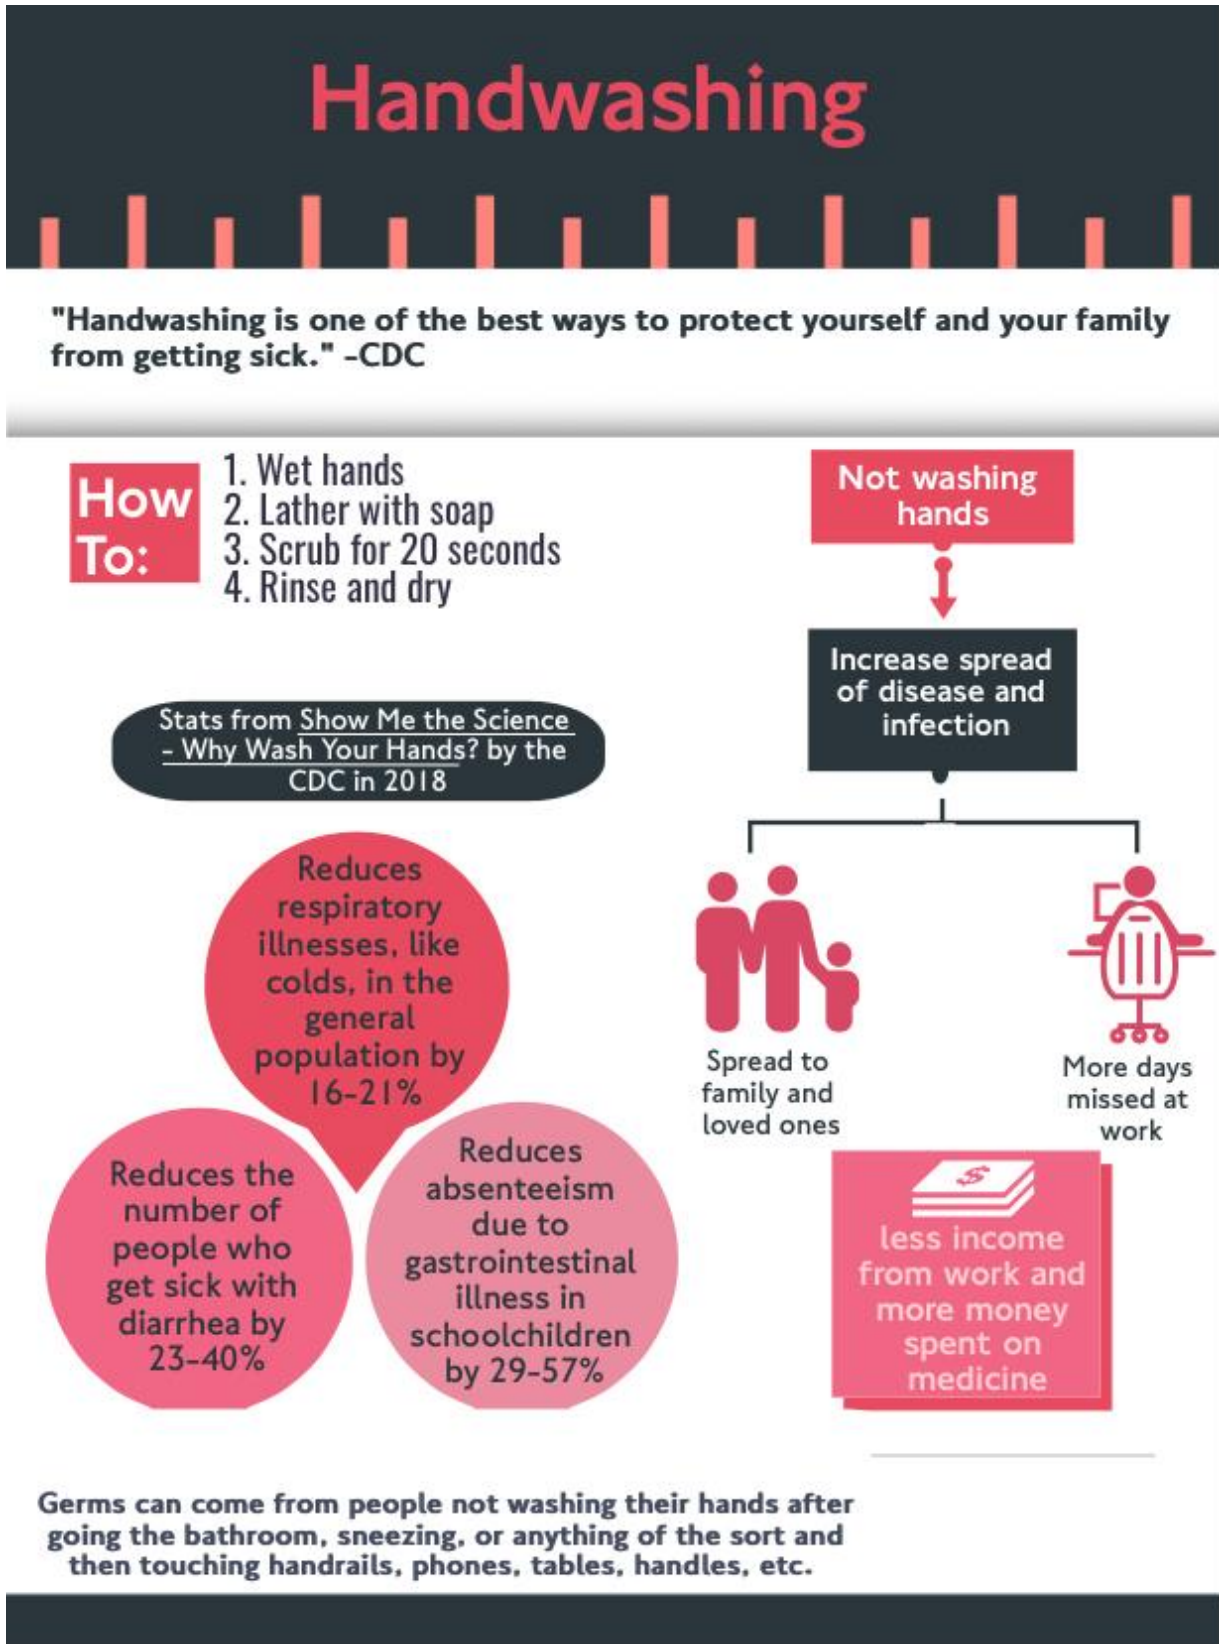 Handwashing
"Handwashing is one of the best ways to protect yourself and your family
from getting sick." -CDC
How
To:
1. Wet hands
2. Lather with soap
3. Scrub for 20 seconds
4. Rinse and dry
Stats from Show Me the Science
- Why Wash Your Hands? by the
CDC in 2018
Reduces
respiratory
illnesses, like
colds, in the
general
population by
16-21%
Reduces the
number of
people who
get sick with
diarrhea by
23-40%
Reduces
absenteeism
due to
gastrointestinal
illness in
schoolchildren
by 29-57%
Not washing
hands
Increase spread
of disease and
infection
Spread to
family and
loved ones
More days
missed at
work
$
less income
from work and
more money
spent on
medicine
Germs can come from people not washing their hands after
going the bathroom, sneezing, or anything of the sort and
then touching handrails, phones, tables, handles, etc.